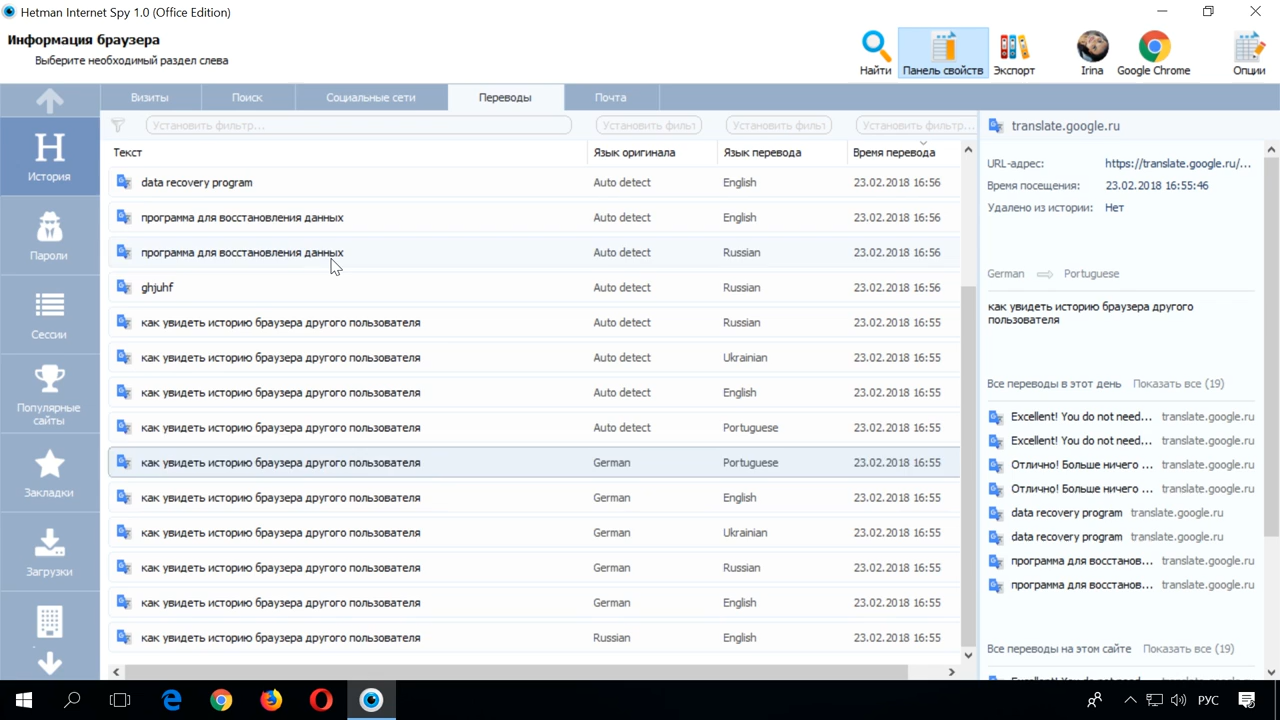 Hetman Internet Spy 1.0 (Office Edition)
Информация браузера
Выберите необходимый раздел слева
Найти
Панель свойств
Экспорт
Irina
Google Chrome
Опции
Визиты
Поиск
Социальные сети
Переводы
Почта
Установить фильтр...
Установить фильт
Установить фильт
Установить фильтр...
Текст
Язык оригинала
Язык перевода
Время перевода
data recovery program Auto detect English 23.02.2018 16:56
программа для восстановления данных Auto detect English 23.02.2018 16:56
программа для восстановления данных Auto detect Russian 23.02.2018 16:56
ghjuhf Auto detect Russian 23.02.2018 16:56
как увидеть историю браузера другого пользователя Auto detect Russian 23.02.2018 16:55
как увидеть историю браузера другого пользователя Auto detect Ukrainian 23.02.2018 16:55
как увидеть историю браузера другого пользователя Auto detect English 23.02.2018 16:55
как увидеть историю браузера другого пользователя Auto detect Portuguese 23.02.2018 16:55
как увидеть историю браузера другого пользователя German Portuguese 23.02.2018 16:55
как увидеть историю браузера другого пользователя German English 23.02.2018 16:55
как увидеть историю браузера другого пользователя German Ukrainian 23.02.2018 16:55
как увидеть историю браузера другого пользователя German Russian 23.02.2018 16:55
как увидеть историю браузера другого пользователя German English 23.02.2018 16:55
как увидеть историю браузера другого пользователя Russian English 23.02.2018 16:55
H
История
Пароли
Сессии
Популярные
сайты
Закладки
Загрузки
translate.google.ru
URL-адрес: https://translate.google.ru/...
Время посещения: 23.02.2018 16:55:46
Удалено из истории: Нет
German Portuguese
как увидеть историю браузера другого
пользователя
Все переводы в этот день Показать все (19)
Excellent! You do not need... translate.google.ru
Excellent! You do not need... translate.google.ru
Отлично! Больше ничего ... translate.google.ru
Отлично! Больше ничего ... translate.google.ru
data recovery program translate.google.ru
data recovery program translate.google.ru
программа для восстанов... translate.google.ru
программа для восстанов... translate.google.ru
Все переводы на этом сайте Показать все (19)
РУС